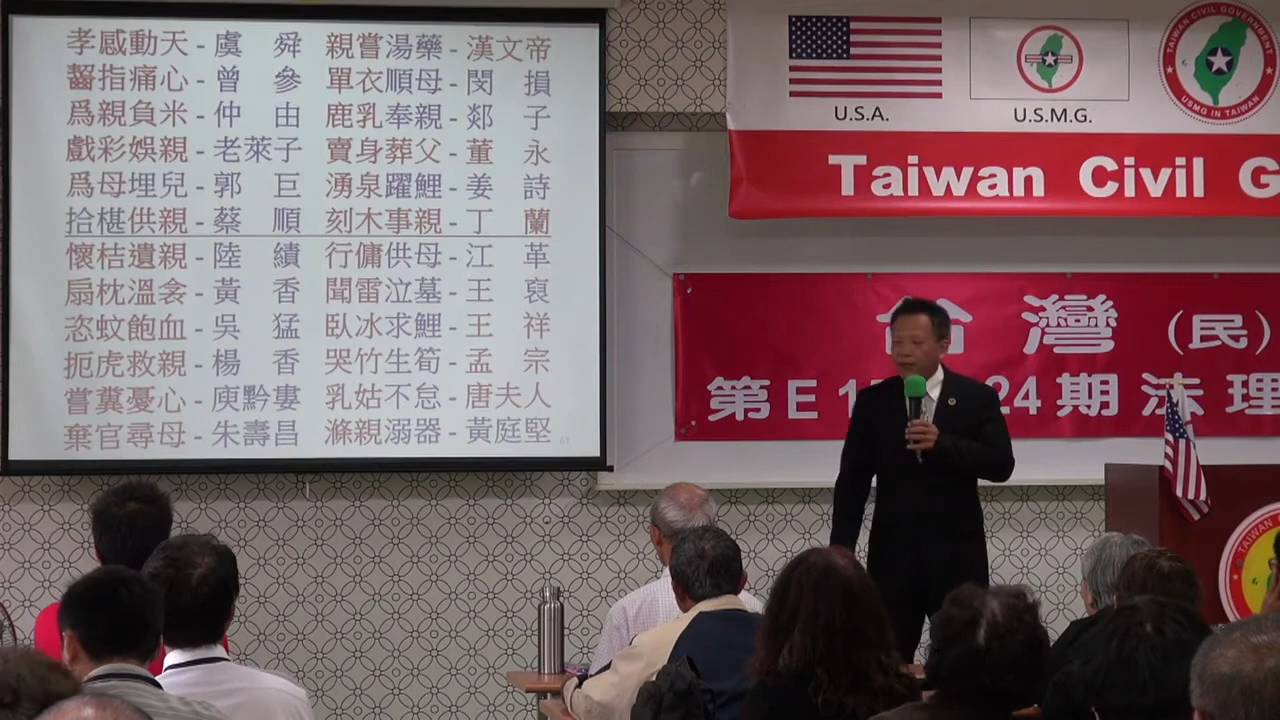 孝感動天 - 虞 舜 親嘗湯藥 - 漢文帝
齧指痛心 - 曾 參 單衣順母 - 閔 損
爲親負米 - 仲 由 鹿乳奉親 - 郯 子
戲彩娛親 - 老萊子 賣身葬父 - 董 永
爲母埋兒 - 郭 巨 湧泉躍鯉 - 姜 詩
拾椹供親 - 蔡 順 刻木事親 - 丁 蘭
懷桔遺親 - 陸 績 行傭供母 - 江 革
扇枕溫衾 - 黃 香 聞雷泣墓 - 王 裒
恣蚊飽血 - 吳 猛 臥冰求鯉 - 王 祥
扼虎救親 - 楊 香 哭竹生筍 - 孟 宗
嘗糞憂心 - 庾黔婁 乳姑不怠 - 唐夫人
棄官尋母 - 朱壽昌 滌親溺器 - 黃庭堅
U.S.A. U.S.M.G.
TAIWAN CIVIL GOVERNMENT
USMG IN TAIWAN
Taiwan Civil G
台灣(民)
第E1 24期法理
TAIWAN